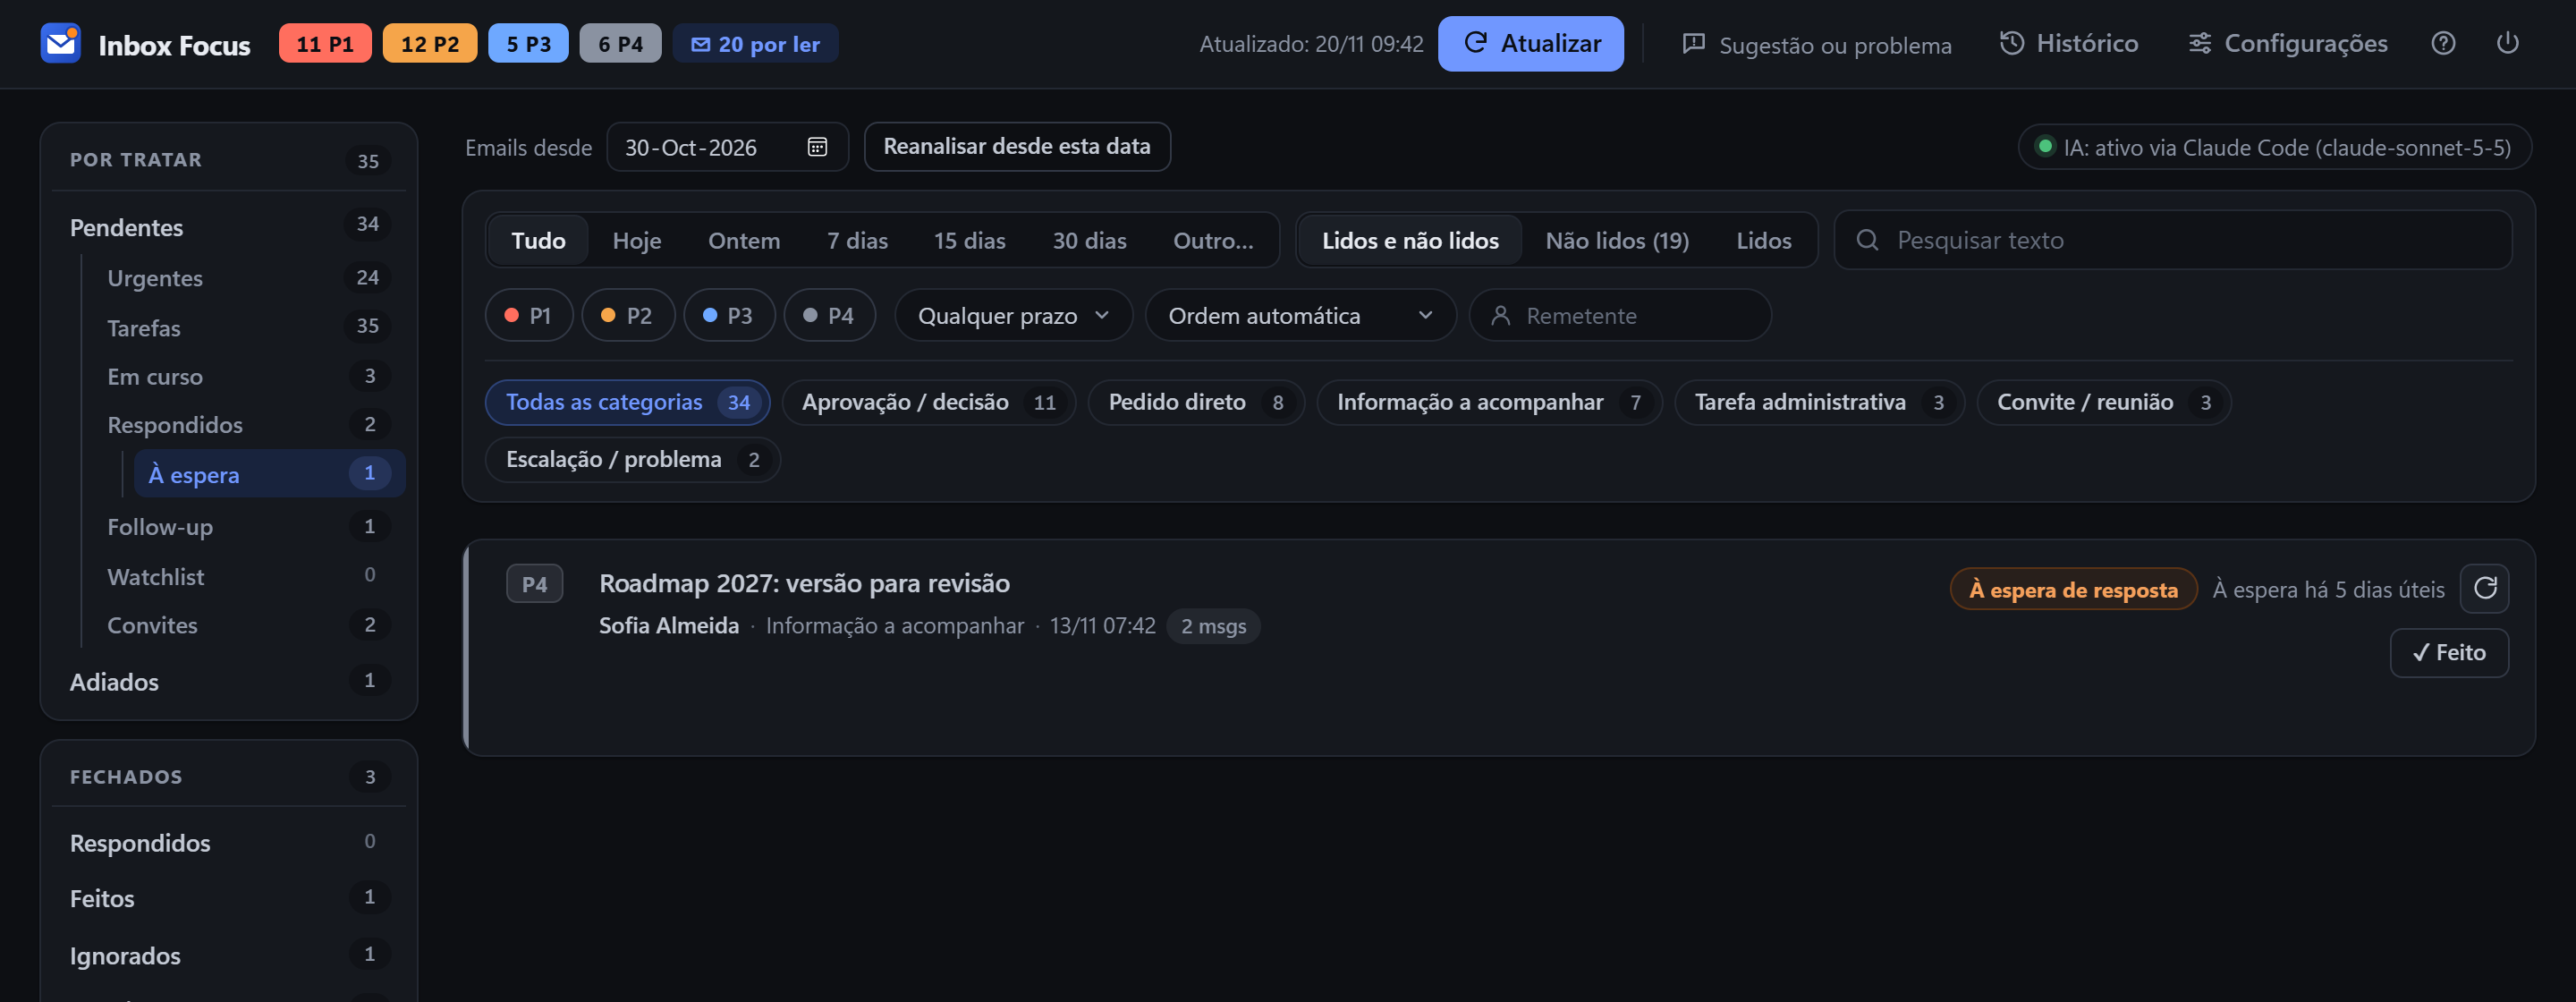 Inbox Focus
11 P1
12 P2
5 P3
6 P4
20 por ler
Atualizado: 20/11 09:42
Atualizar
Sugestão ou problema
Histórico
Configurações
POR TRATAR 35
Pendentes 34
Urgentes 24
Tarefas 35
Em curso 3
Respondidos 2
À espera 1
Follow-up 1
Watchlist 0
Convites 2
Adiados 1
FECHADOS 3
Respondidos 0
Feitos 1
Ignorados 1
Emails desde 30-Oct-2026 Reanalisar desde esta data
IA: ativo via Claude Code (claude-sonnet-5-5)
Tudo Hoje Ontem 7 dias 15 dias 30 dias Outro...
Lidos e não lidos Não lidos (19) Lidos
Pesquisar texto
P1 P2 P3 P4 Qualquer prazo Ordem automática Remetente
Todas as categorias 34 Aprovação / decisão 11 Pedido direto 8 Informação a acompanhar 7 Tarefa administrativa 3 Convite / reunião 3
Escalação / problema 2
P4 Roadmap 2027: versão para revisão
Sofia Almeida · Informação a acompanhar · 13/11 07:42 2 msgs
À espera de resposta À espera há 5 dias úteis
✓ Feito